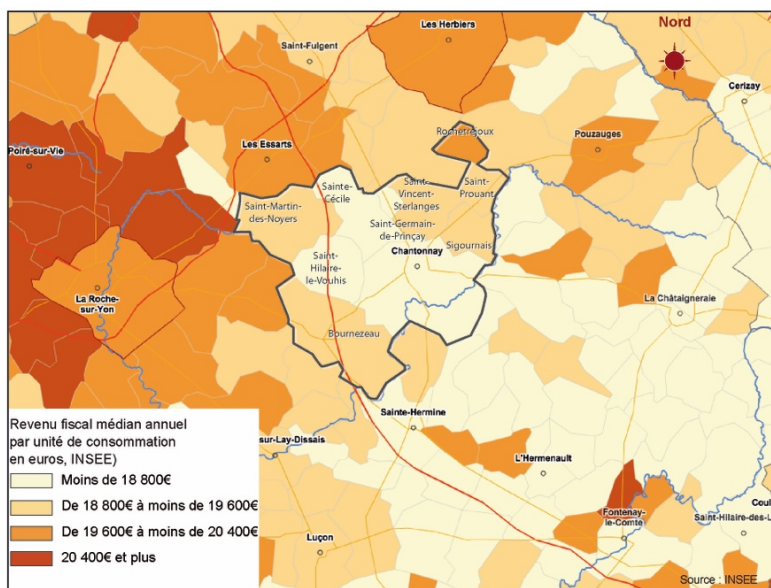 Nord
Les Herbiers
Saint-Fulgent
Cerizay
Rochetrejoux
Pouzauges
Poiré-sur-Vie
Les Essarts
Sainte-
Cécile
Saint-
Vincent-
Sterlanges
Saint-
Prouant
Saint-Martin-
des-Noyers
Saint-Germain-
de-Prinçay
Sigournais
Chantonnay
Saint-
Hilaire-
le-Vouhis
La Roche-
sur-Yon
La Châtaigneraie
Bournezeau
Sainte-Hermine
sur-Lay-Dissais
L'Hermenault
Fontenay-
le-Comte
Coul
Saint-Hilaire-des-L
Luçon
Revenu fiscal médian annuel
par unité de consommation
en euros, INSEE)
Moins de 18 800€
De 18 800€ à moins de 19 600€
De 19 600€ à moins de 20 400€
20 400€ et plus
Source : INSEE